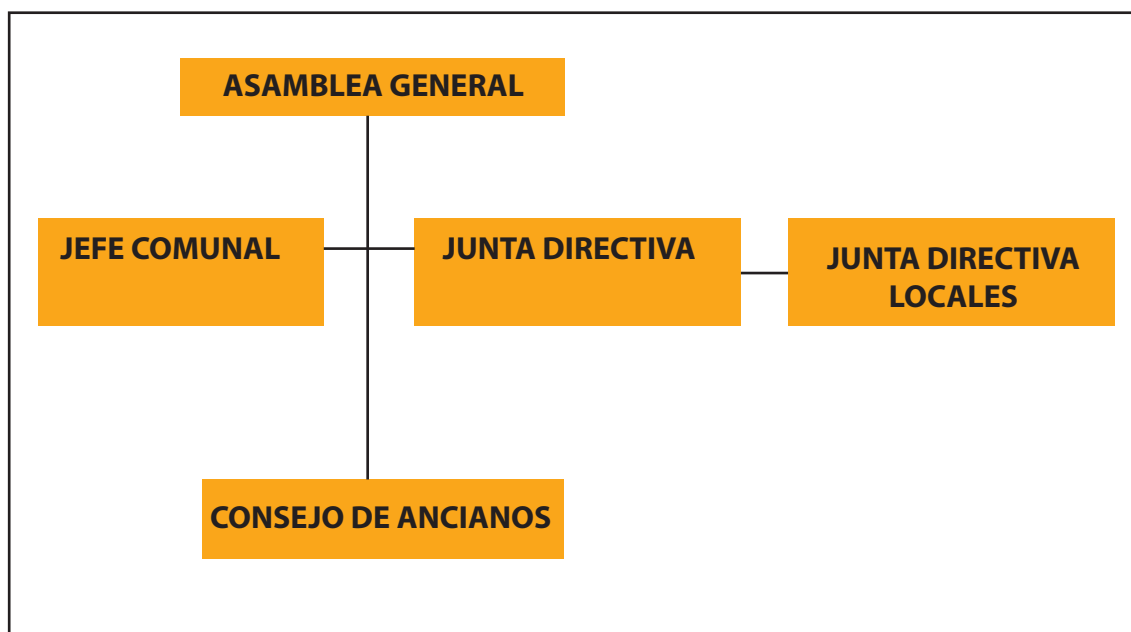 ASAMBLEA GENERAL
JEFE COMUNAL
JUNTA DIRECTIVA
JUNTA DIRECTIVA
LOCALES
CONSEJO DE ANCIANOS